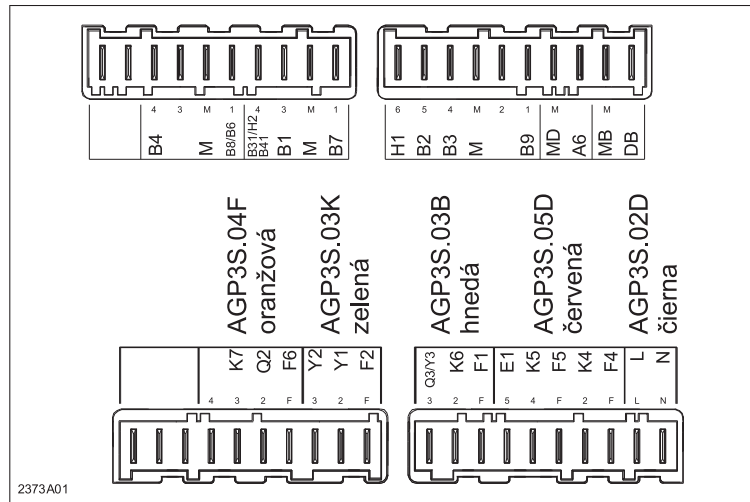 4 3 M 1 4 3 M 1
B4 M B8/B6 B31/H2 B41 B1 M B7
6 5 4 M 2 1 M M
H1 B2 B3 M B9 MD A6 MB DB
AGP3S.04F
oranžová
AGP3S.03K
zelená
AGP3S.03B
hnedá
AGP3S.05D
červená
AGP3S.02D
čierna
K7 Q2 F6 Y2 Y1 F2
4 3 2 F 3 2 F
Q3/Y3 K6 F1 E1 K5 F5 K4 F4 L N
3 2 F 5 4 F 2 F L N
2373A01